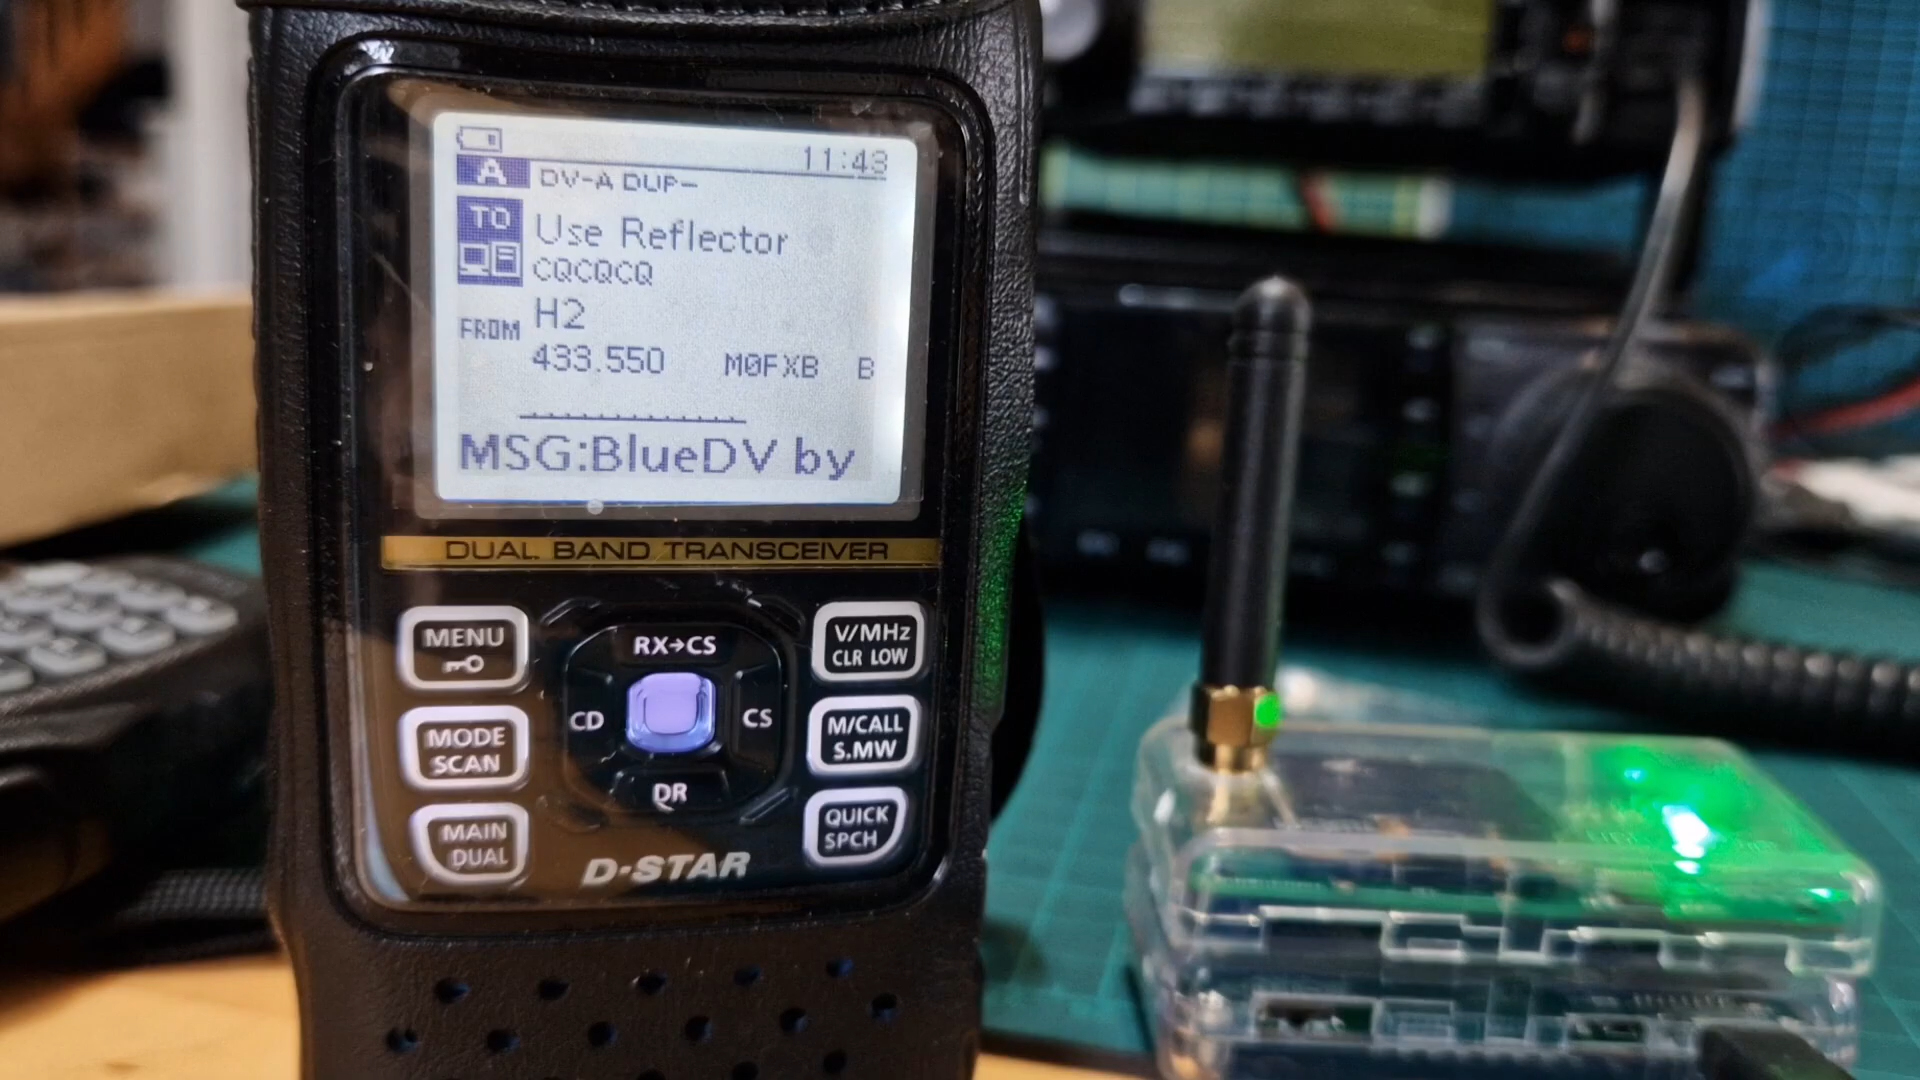 11:43
A DV-A DUP-
TO Use Reflector
CQCQCQ
FROM H2
433.550 M0FXB B
MSG:BlueDV by
DUAL BAND TRANSCEIVER
MENU
RX→CS
V/MHz
CLR LOW
MODE
SCAN
CD
CS
M/CALL
S.MW
MAIN
DUAL
DR
QUICK
SPCH
D-STAR